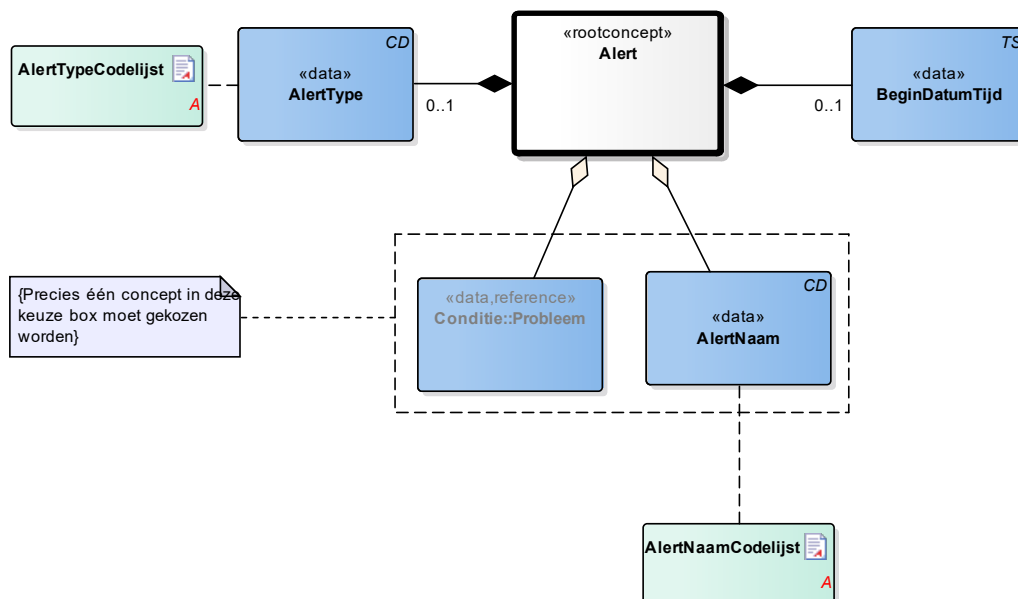 AlertTypeCodelijst
A
CD
«data»
AlertType
0..1
«rootconcept»
Alert
0..1
TS
«data»
BeginDatumTijd
{Precies één concept in deze
keuze box moet gekozen
worden}
«data,reference»
Conditie::Probleem
CD
«data»
AlertNaam
AlertNaamCodelijst
A